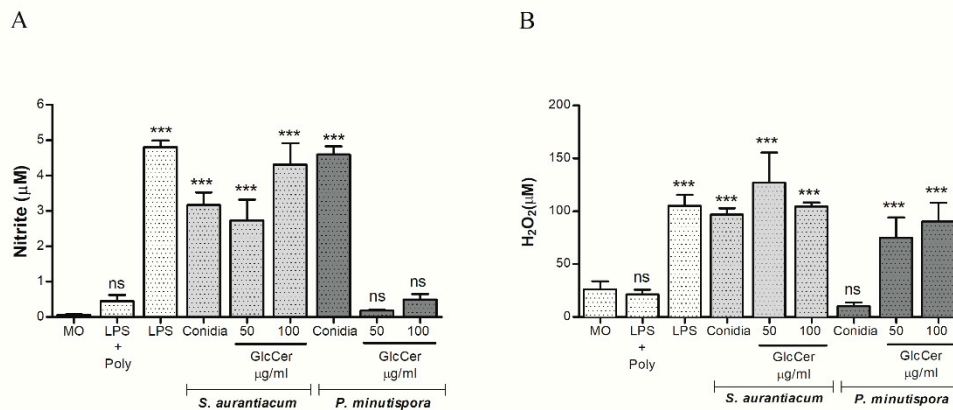 A
Nitrite (μM)
6
5
4
3
2
1
0
ns
***
***
***
***
***
ns
ns
MO
LPS
+
Poly
LPS
Conidia
50
100
Conidia
50
100
GlcCer
μg/ml
GlcCer
μg/ml
S. aurantiacum
P. minutispora
B
H₂O₂(μM)
200
150
100
50
0
ns
***
***
***
***
ns
***
***
MO
LPS
+
Poly
LPS
Conidia
50
100
Conidia
50
100
GlcCer
μg/ml
GlcCer
μg/ml
S. aurantiacum
P. minutispora